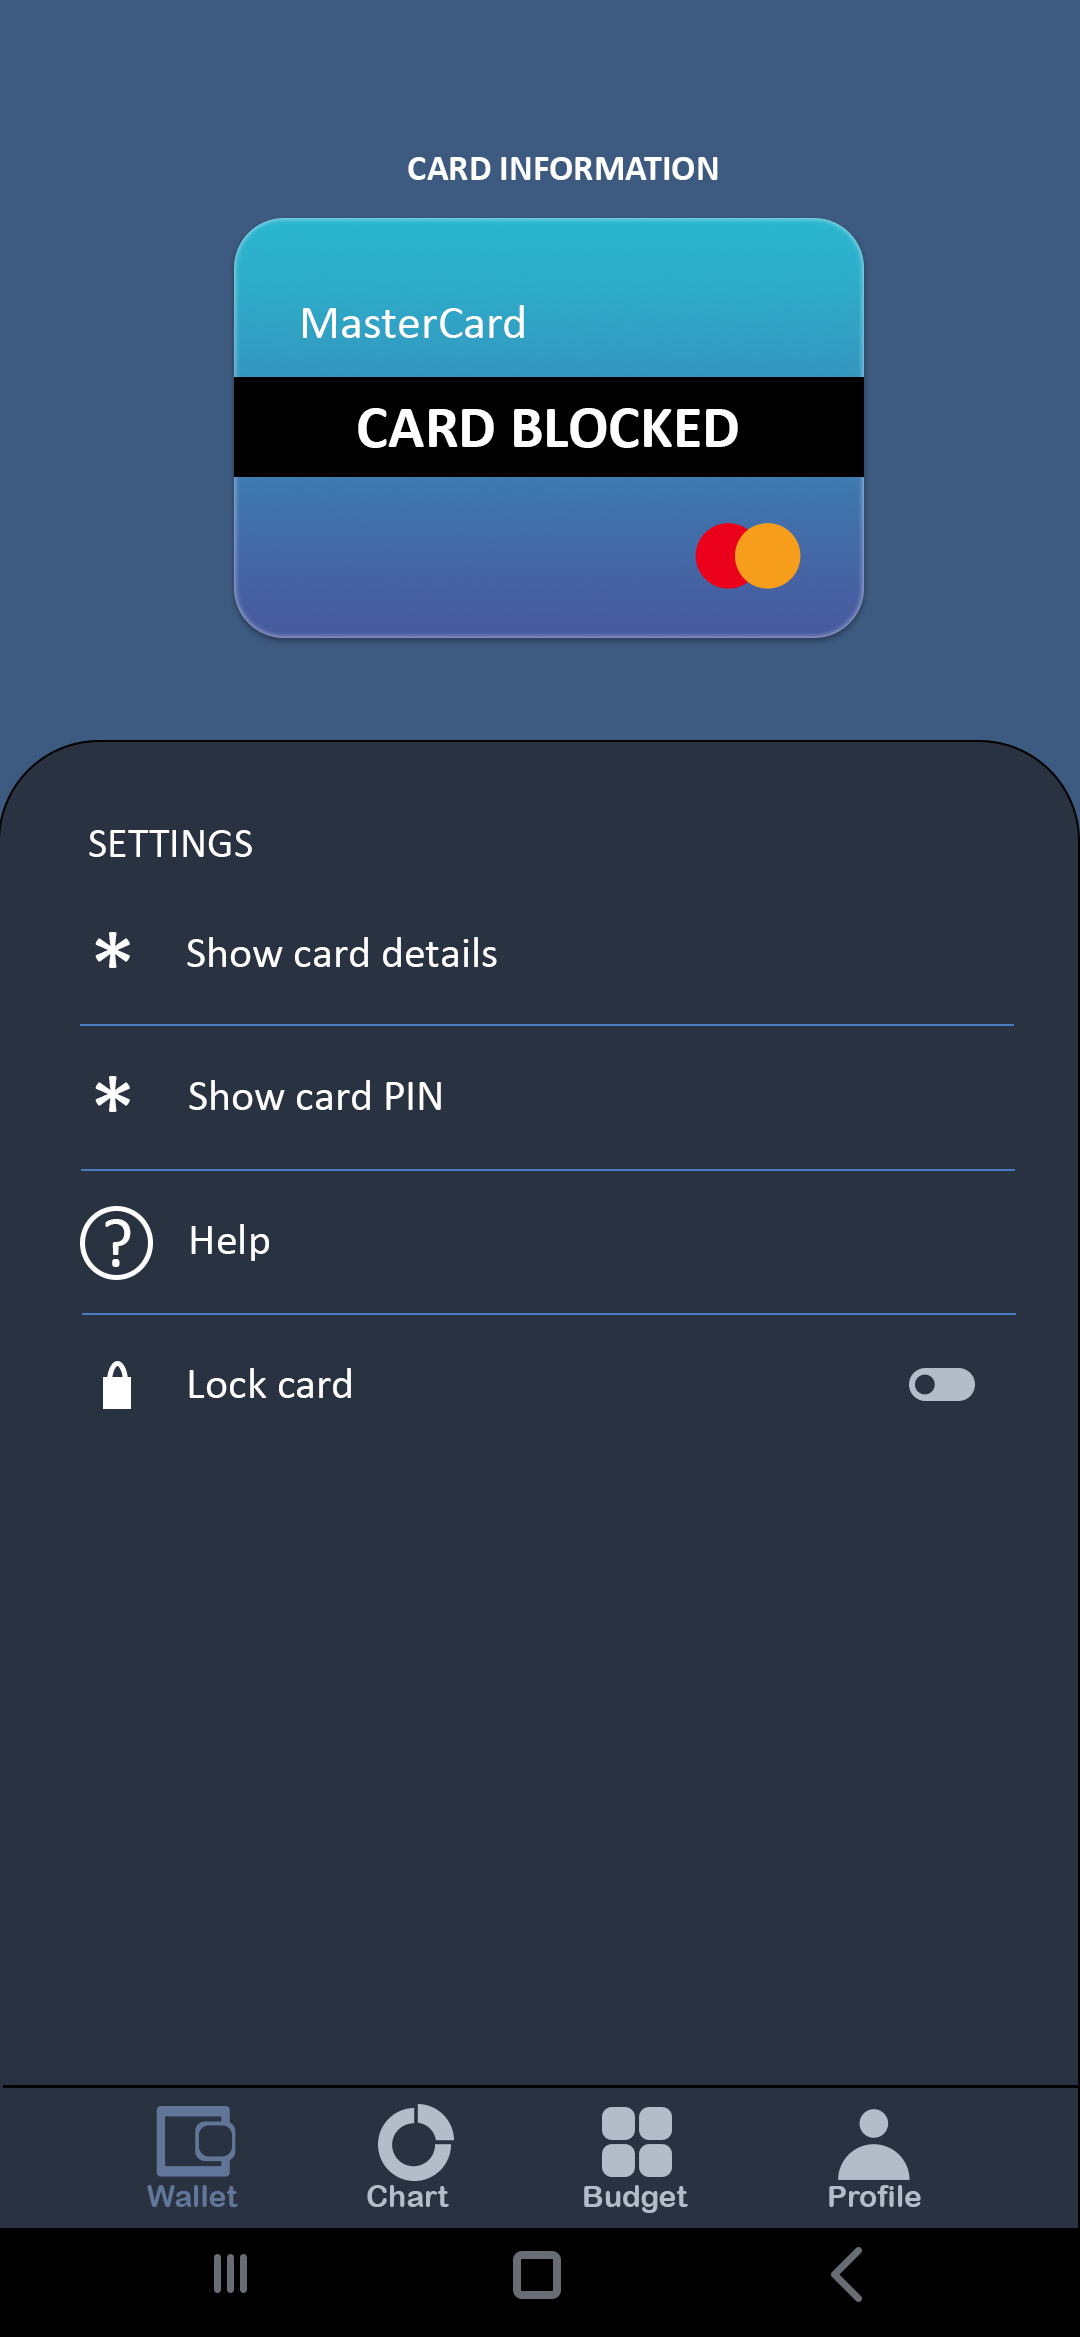 CARD INFORMATION
MasterCard
CARD BLOCKED
SETTINGS
* Show card details
* Show card PIN
? Help
Lock card
Wallet Chart Budget Profile